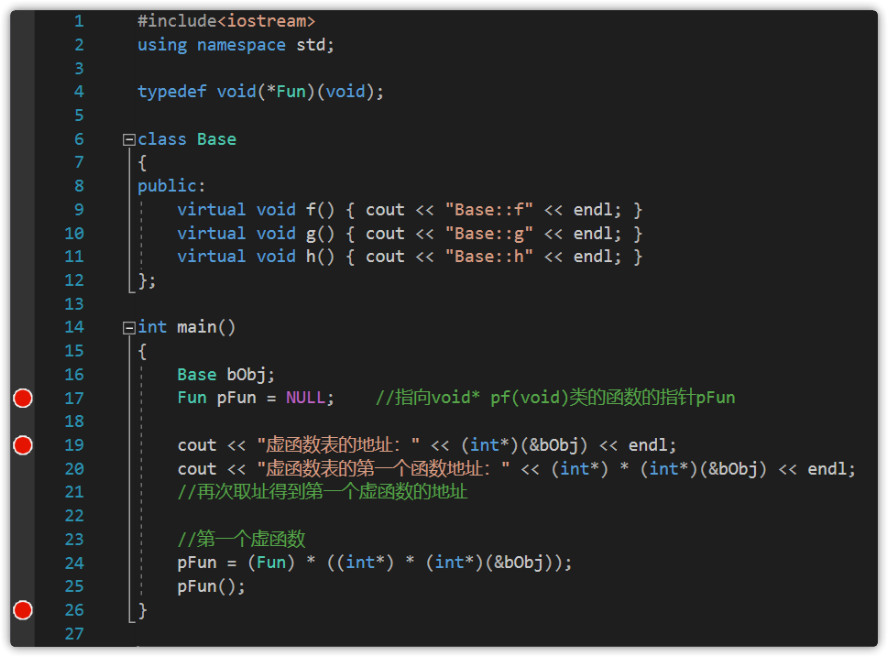 1 #include<iostream>
2 using namespace std;
3
4 typedef void(*Fun)(void);
5
6 class Base
7 {
8 public:
9 virtual void f() { cout << "Base::f" << endl; }
10 virtual void g() { cout << "Base::g" << endl; }
11 virtual void h() { cout << "Base::h" << endl; }
12 };
13
14 int main()
15 {
16 Base bObj;
17 Fun pFun = NULL; //指向void* pf(void)类的函数的指针pFun
18
19 cout << "虚函数表的地址：" << (int*)(&bObj) << endl;
20 cout << "虚函数表的第一个函数地址：" << (int*) * (int*)(&bObj) << endl;
21 //再次取址得到第一个虚函数的地址
22
23 //第一个虚函数
24 pFun = (Fun) * ((int*) * (int*)(&bObj));
25 pFun();
26 }
27